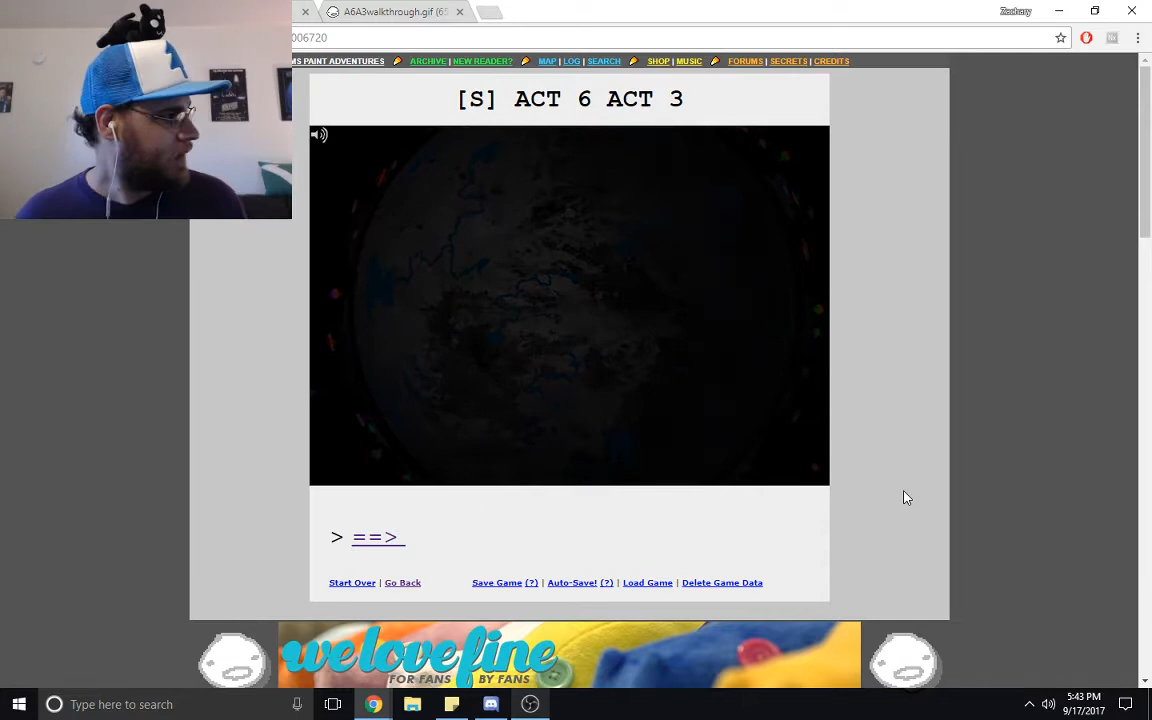 A6A3walkthrough.gif (65
Zachary
006720
MS PAINT ADVENTURES ARCHIVE | NEW READER? MAP | LOG | SEARCH SHOP | MUSIC FORUMS | SECRETS | CREDITS
[S] ACT 6 ACT 3
> ==>
Start Over | Go Back Save Game (?) | Auto-Save! (?) | Load Game | Delete Game Data
welovefine
FOR FANS BY FANS
Type here to search
5:43 PM
9/17/2017